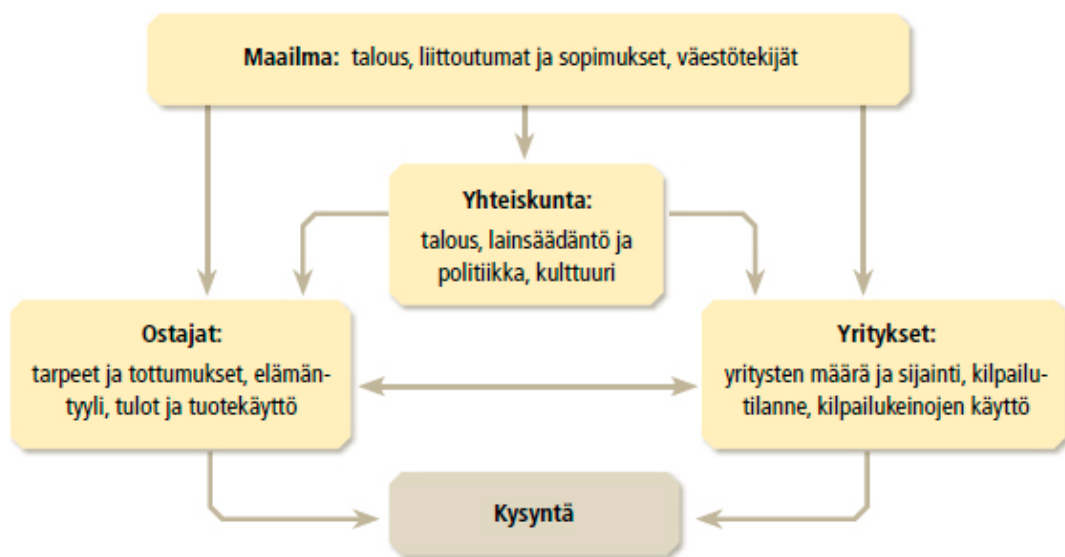 Maailma: talous, liittoutumat ja sopimukset, väestötekijät
Yhteiskunta:
talous, lainsäädäntö ja
politiikka, kulttuuri
Ostajat:
tarpeet ja tottumukset, elämän-
tyyli, tulot ja tuotekäyttö
Yritykset:
yritysten määrä ja sijainti, kilpailu-
tilanne, kilpailukeinojen käyttö
Kysyntä